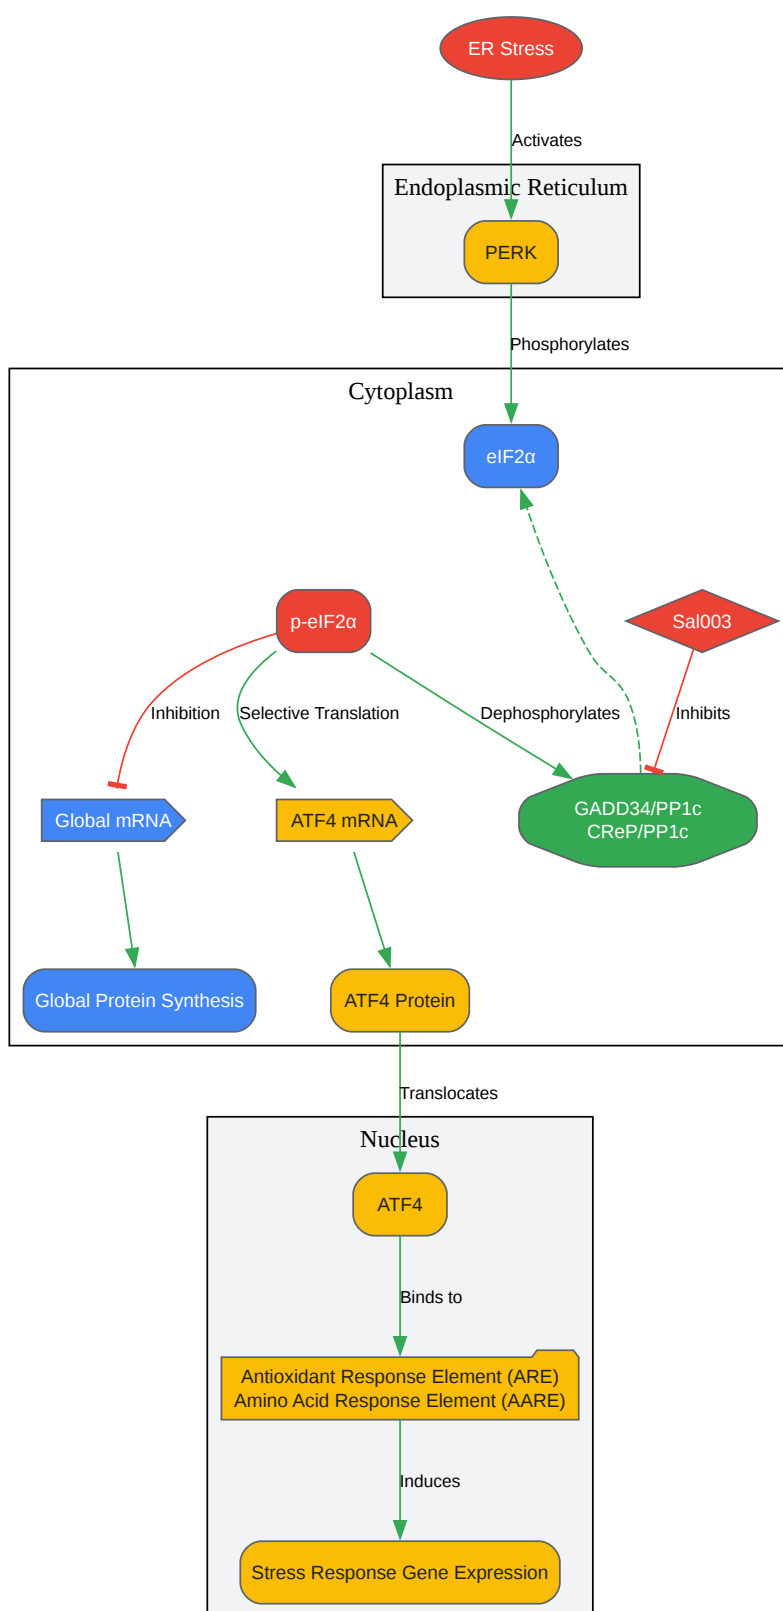 ER Stress
Activates
Endoplasmic Reticulum
PERK
Phosphorylates
Cytoplasm
eIF2α
p-eIF2α
Sal003
Inhibition
Selective Translation
Dephosphorylates
Inhibits
Global mRNA
ATF4 mRNA
GADD34/PP1c
CReP/PP1c
Global Protein Synthesis
ATF4 Protein
Translocates
Nucleus
ATF4
Binds to
Antioxidant Response Element (ARE)
Amino Acid Response Element (AARE)
Induces
Stress Response Gene Expression